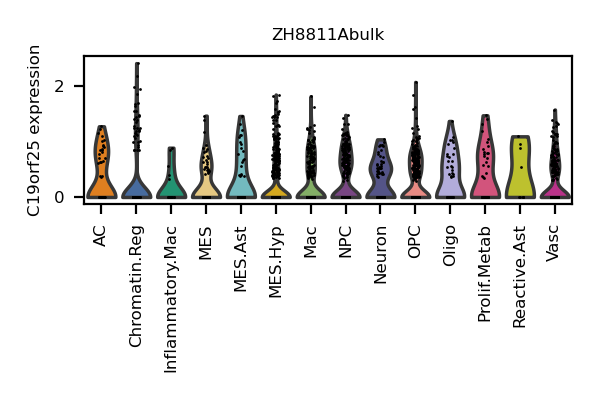 ZH8811Abulk
C19orf25 expression
2
0
AC
Chromatin.Reg
Inflammatory.Mac
MES
MES.Ast
MES.Hyp
Mac
NPC
Neuron
OPC
Oligo
Prolif.Metab
Reactive.Ast
Vasc